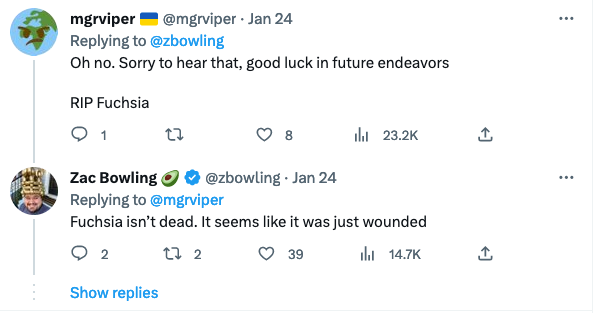 mgrviper 🇺🇦 @mgrviper · Jan 24
Replying to @zbowling
Oh no. Sorry to hear that, good luck in future endeavors
RIP Fuchsia
1 8 23.2K
Zac Bowling 🥑 @zbowling · Jan 24
Replying to @mgrviper
Fuchsia isn’t dead. It seems like it was just wounded
2 2 39 14.7K
Show replies